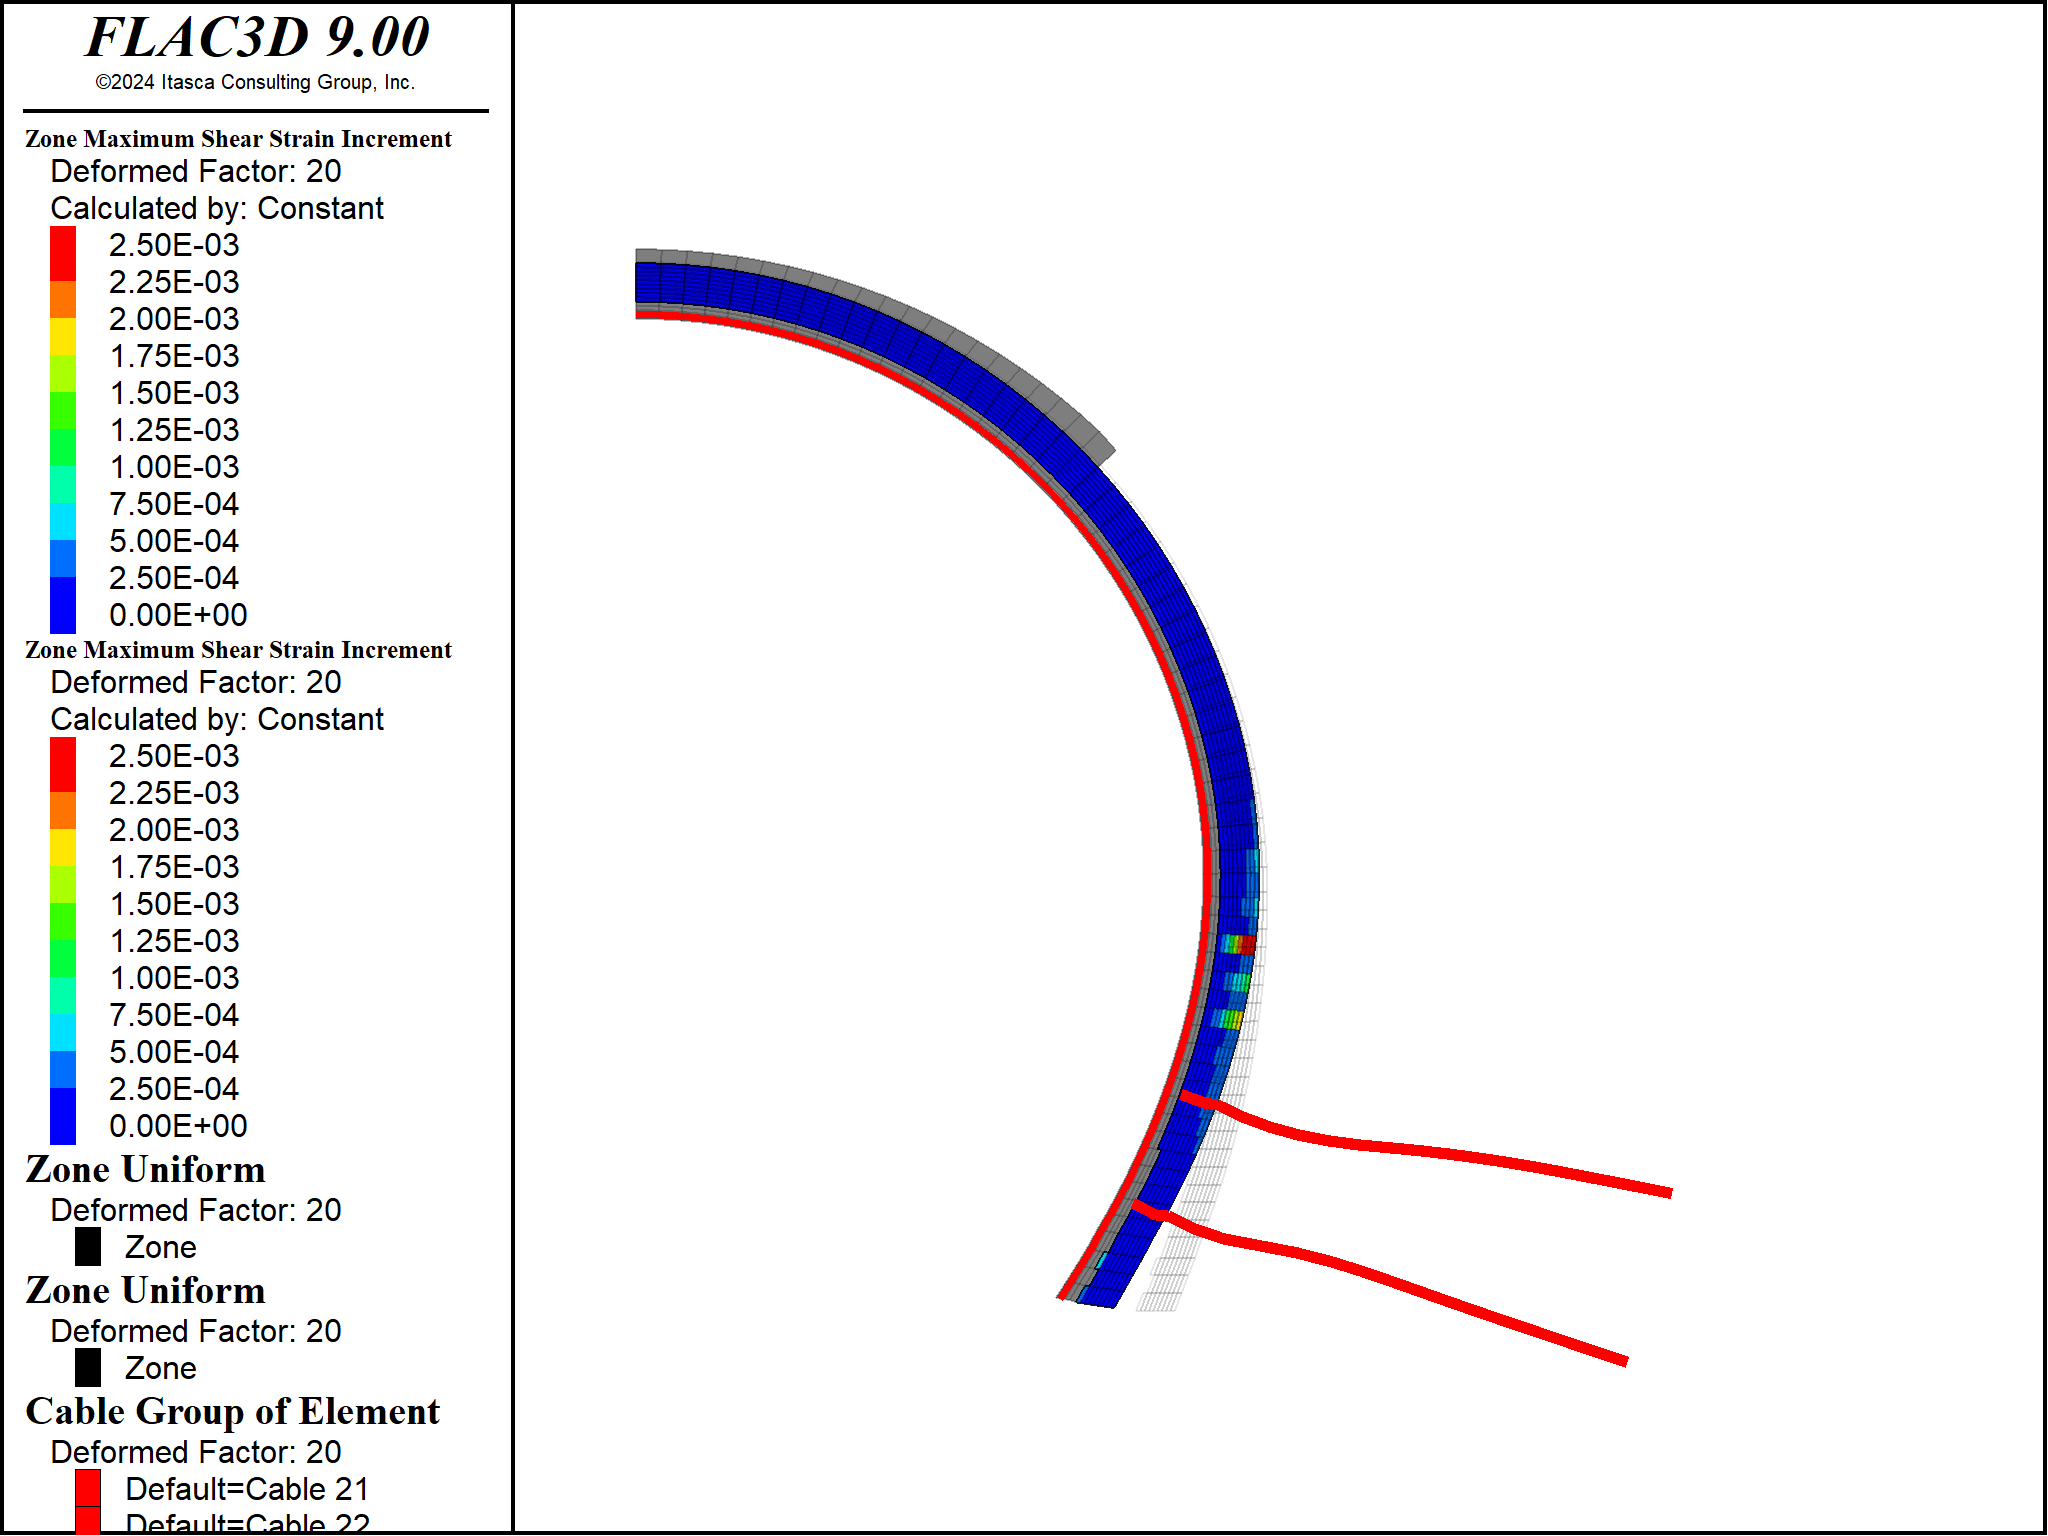 FLAC3D 9.00
©2024 Itasca Consulting Group, Inc.
Zone Maximum Shear Strain Increment
Deformed Factor: 20
Calculated by: Constant
2.50E-03
2.25E-03
2.00E-03
1.75E-03
1.50E-03
1.25E-03
1.00E-03
7.50E-04
5.00E-04
2.50E-04
0.00E+00
Zone Maximum Shear Strain Increment
Deformed Factor: 20
Calculated by: Constant
2.50E-03
2.25E-03
2.00E-03
1.75E-03
1.50E-03
1.25E-03
1.00E-03
7.50E-04
5.00E-04
2.50E-04
0.00E+00
Zone Uniform
Deformed Factor: 20
Zone
Zone Uniform
Deformed Factor: 20
Zone
Cable Group of Element
Deformed Factor: 20
Default=Cable 21
Default=Cable 22